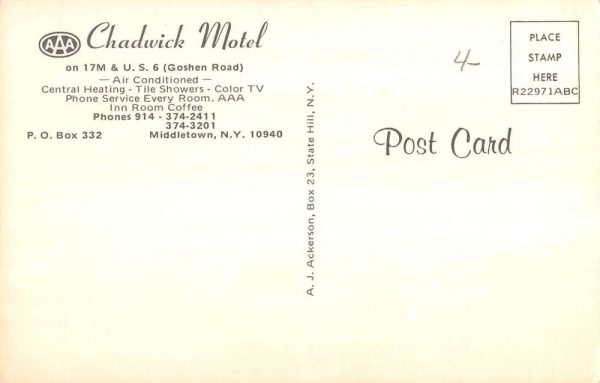 AAA Chadwick Motel
on 17M & U. S. 6 (Goshen Road)
— Air Conditioned —
Central Heating - Tile Showers - Color TV
Phone Service Every Room. AAA
Inn Room Coffee
Phones 914 - 374-2411
374-3201
P. O. Box 332 Middletown, N.Y. 10940
A. J. Ackerson, Box 23, State Hill, N.Y.
4-
PLACE
STAMP
HERE
R22971ABC
Post Card